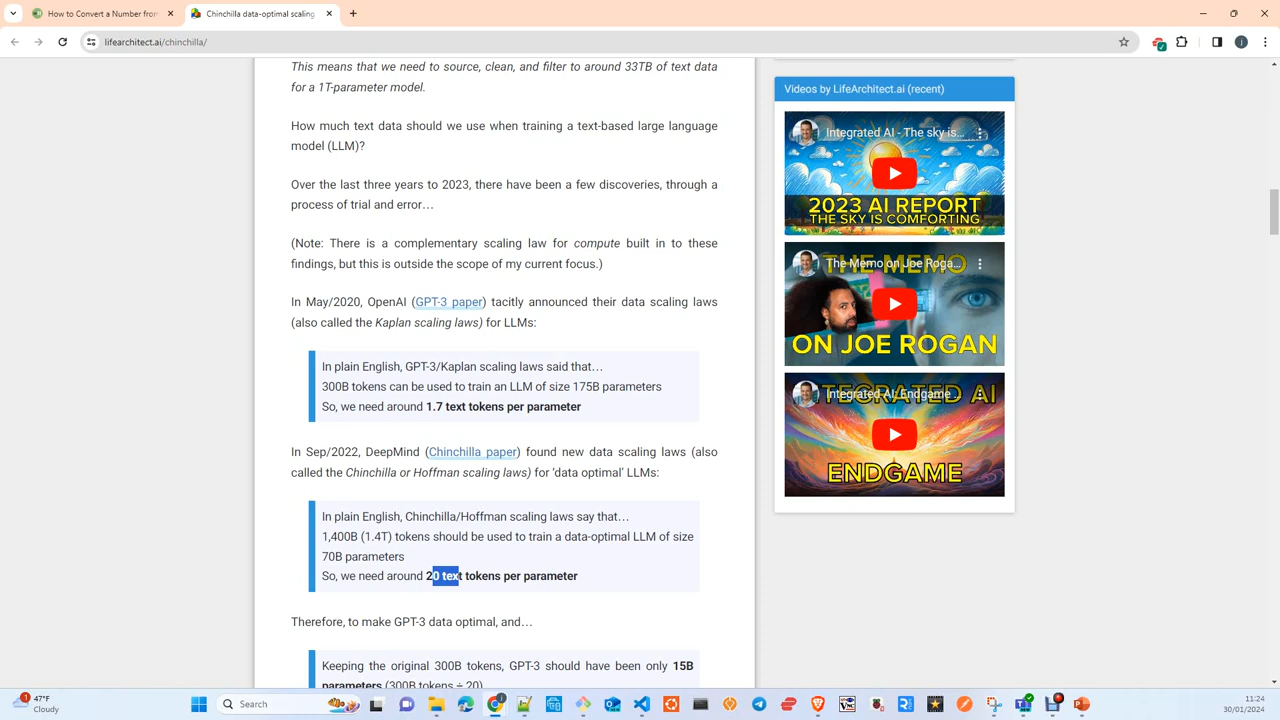 How to Convert a Number from
Chinchilla data-optimal scaling
lifearchitect.ai/chinchilla/
This means that we need to source, clean, and filter to around 33TB of text data
for a 1T-parameter model.
How much text data should we use when training a text-based large language
model (LLM)?
Over the last three years to 2023, there have been a few discoveries, through a
process of trial and error…
(Note: There is a complementary scaling law for compute built in to these
findings, but this is outside the scope of my current focus.)
In May/2020, OpenAI (GPT-3 paper) tacitly announced their data scaling laws
(also called the Kaplan scaling laws) for LLMs:
In plain English, GPT-3/Kaplan scaling laws said that…
300B tokens can be used to train an LLM of size 175B parameters
So, we need around 1.7 text tokens per parameter
In Sep/2022, DeepMind (Chinchilla paper) found new data scaling laws (also
called the Chinchilla or Hoffman scaling laws) for 'data optimal' LLMs:
In plain English, Chinchilla/Hoffman scaling laws say that…
1,400B (1.4T) tokens should be used to train a data-optimal LLM of size
70B parameters
So, we need around 20 text tokens per parameter
Therefore, to make GPT-3 data optimal, and…
Keeping the original 300B tokens, GPT-3 should have been only 15B
parameters (300B tokens ÷ 20)
Videos by LifeArchitect.ai (recent)
Integrated AI - The sky is…
2023 AI REPORT
THE SKY IS COMFORTING
The Memo on Joe Roga…
THE MEMO
ON JOE ROGAN
Integrated AI: Endgame …
INTEGRATED AI
ENDGAME
1
47°F
Cloudy
Search
11:24
30/01/2024